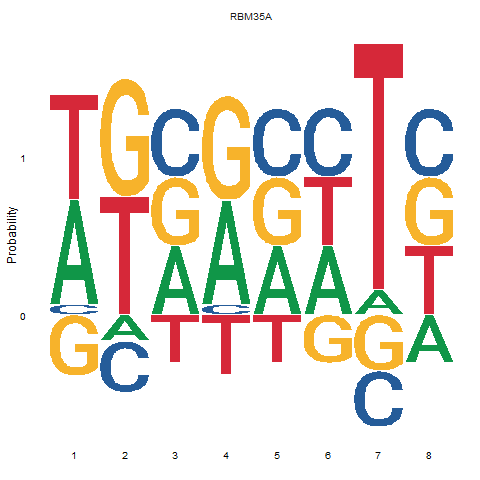 RBM35A
Probability
1
0
T G C G C C T C
A T G A G T A G
C A A C A A G T
G C T T T G C A
1 2 3 4 5 6 7 8